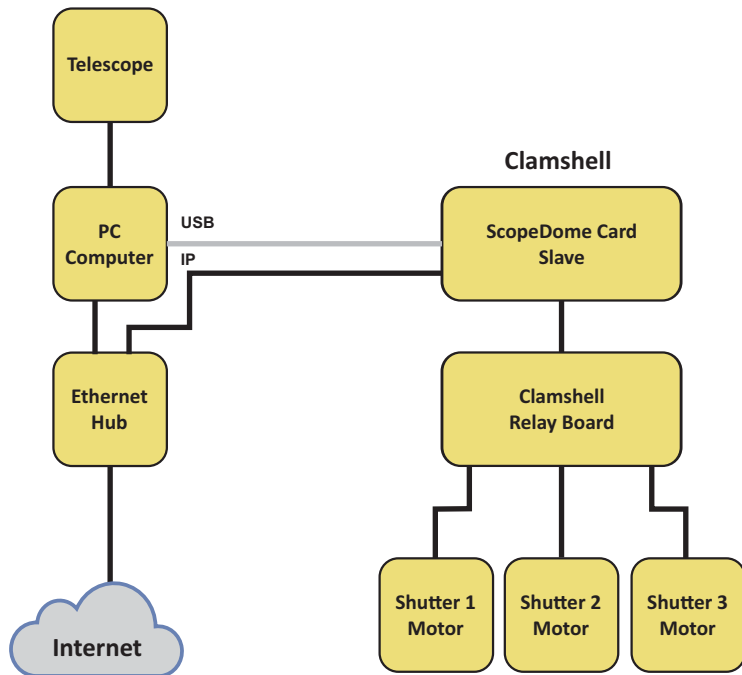 Telescope
Clamshell
PC
Computer
USB
IP
ScopeDome Card
Slave
Ethernet
Hub
Clamshell
Relay Board
Internet
Shutter 1
Motor
Shutter 2
Motor
Shutter 3
Motor